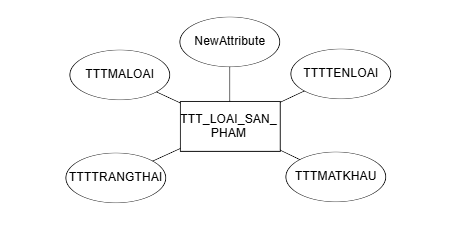 NewAttribute
TTTMALOAI
TTTTENLOAI
TTT_LOAI_SAN_
PHAM
TTTTRANGTHAI
TTTMATKHAU